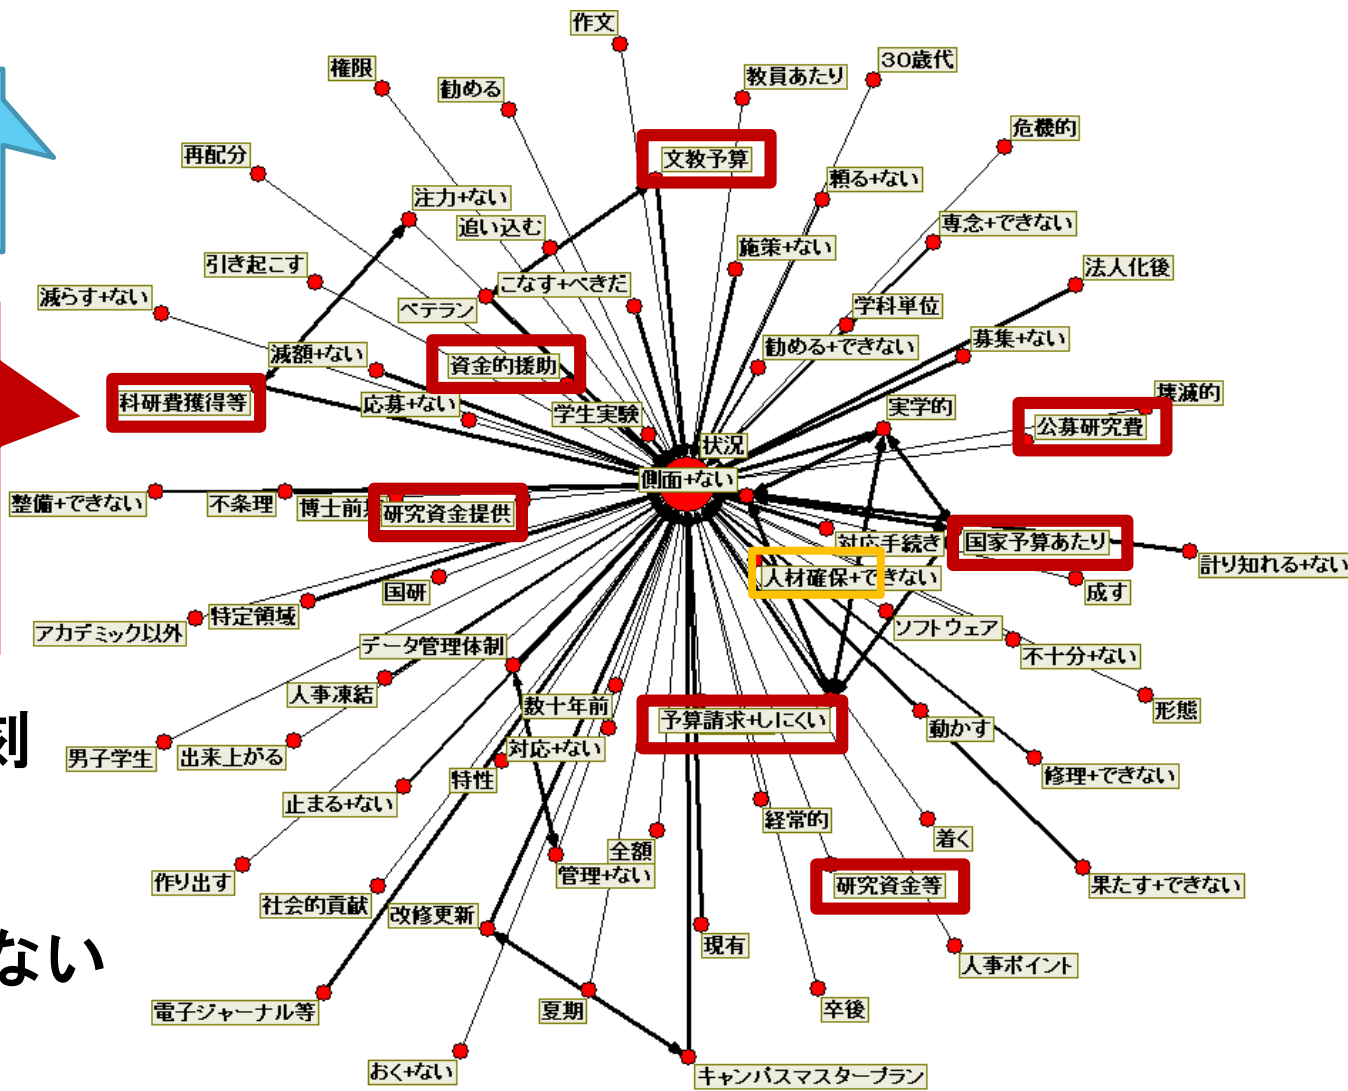 作文
30歳代
権限
教員あたり
勧める
危機的
再配分
文教予算
頼る+ない
注力+ない
追い込む
専念+できない
施策+ない
引き起こす
法人化後
こなす+べきだ
減らす+ない
ベテラン
学科単位
募集+ない
勧める+できない
減額+ない
資金的援助
壊滅的
科研費獲得等
応募+ない
学生実験
実学的
公募研究費
状況
側面+ない
整備+できない
不条理
博士前
研究資金提供
対応手続き
国家予算あたり
計り知れる+ない
人材確保+できない
国研
成す
特定領域
アカデミック以外
ソフトウェア
データ管理体制
不十分+ない
人事凍結
数十年前
予算請求+しにくい
形態
刻
動かす
男子学生
出来上がる
対応+ない
特性
修理+できない
止まる+ない
経常的
着く
全額
作り出す
管理+ない
研究資金等
果たす+できない
社会的貢献
改修更新
現有
ない
人事ポイント
電子ジャーナル等
夏期
卒後
おく+ない
キャンパスマスタープラン